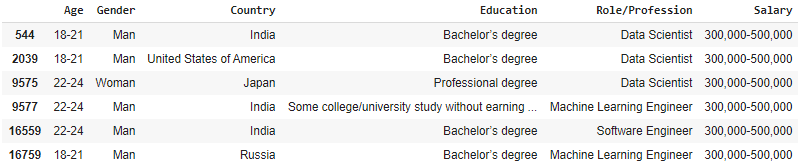 Age Gender Country Education Role/Profession Salary
544 18-21 Man India Bachelor’s degree Data Scientist 300,000-500,000
2039 18-21 Man United States of America Bachelor’s degree Data Scientist 300,000-500,000
9575 22-24 Woman Japan Professional degree Data Scientist 300,000-500,000
9577 22-24 Man India Some college/university study without earning ... Machine Learning Engineer 300,000-500,000
16559 22-24 Man India Bachelor’s degree Software Engineer 300,000-500,000
16759 18-21 Man Russia Bachelor’s degree Machine Learning Engineer 300,000-500,000